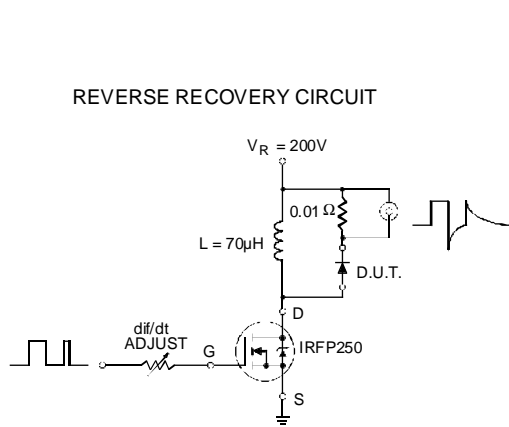 REVERSE RECOVERY CIRCUIT
VR = 200V
0.01 Ω
L = 70µH
D.U.T.
D
dif/dt
ADJUST
G
IRFP250
S